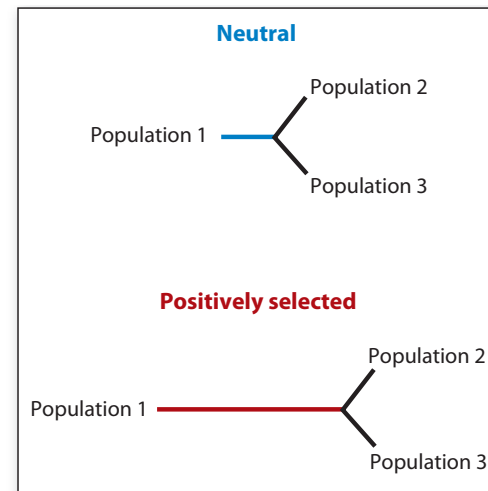 Neutral
Population 2
Population 1
Population 3
Positively selected
Population 2
Population 1
Population 3